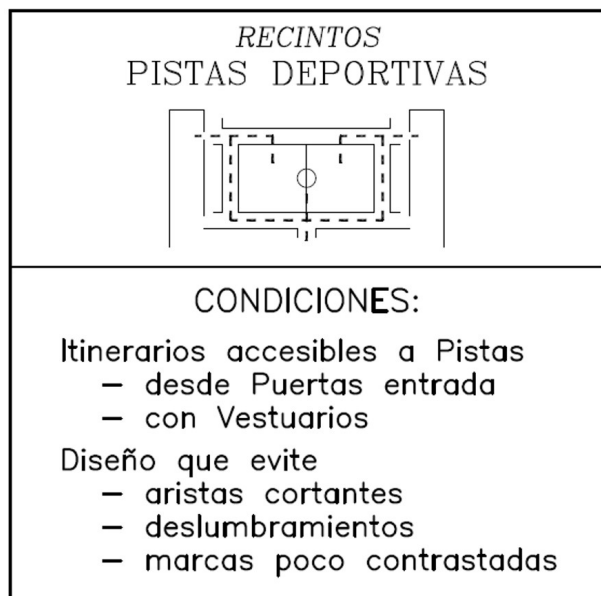 RECINTOS
PISTAS DEPORTIVAS
CONDICIONES:
Itinerarios accesibles a Pistas
– desde Puertas entrada
– con Vestuarios
Diseño que evite
– aristas cortantes
– deslumbramientos
– marcas poco contrastadas